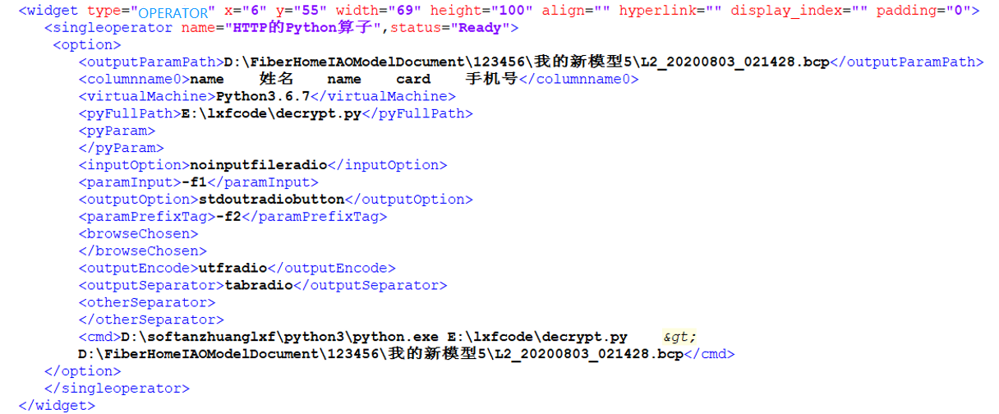 <widget type="OPERATOR" x="6" y="55" width="69" height="100" align="" hyperlink="" display_index="" padding="0">
<singleoperator name="HTTP的Python算子",status="Ready">
<option>
<outputParamPath>D:\FiberHomeIAOModelDocument\123456\我的新模型5\L2_20200803_021428.bcp</outputParamPath>
<columnname0>name 姓名 name card 手机号</columnname0>
<virtualMachine>Python3.6.7</virtualMachine>
<pyFullPath>E:\lxfcode\decrypt.py</pyFullPath>
<pyParam>
</pyParam>
<inputOption>noinputfileradio</inputOption>
<paramInput>-f1</paramInput>
<outputOption>stdoutradiobutton</outputOption>
<paramPrefixTag>-f2</paramPrefixTag>
<browseChosen>
</browseChosen>
<outputEncode>utfradio</outputEncode>
<outputSeparator>tabradio</outputSeparator>
<otherSeparator>
</otherSeparator>
<cmd>D:\softanzhuanglxf\python3\python.exe E:\lxfcode\decrypt.py &gt;
D:\FiberHomeIAOModelDocument\123456\我的新模型5\L2_20200803_021428.bcp</cmd>
</option>
</singleoperator>
</widget>